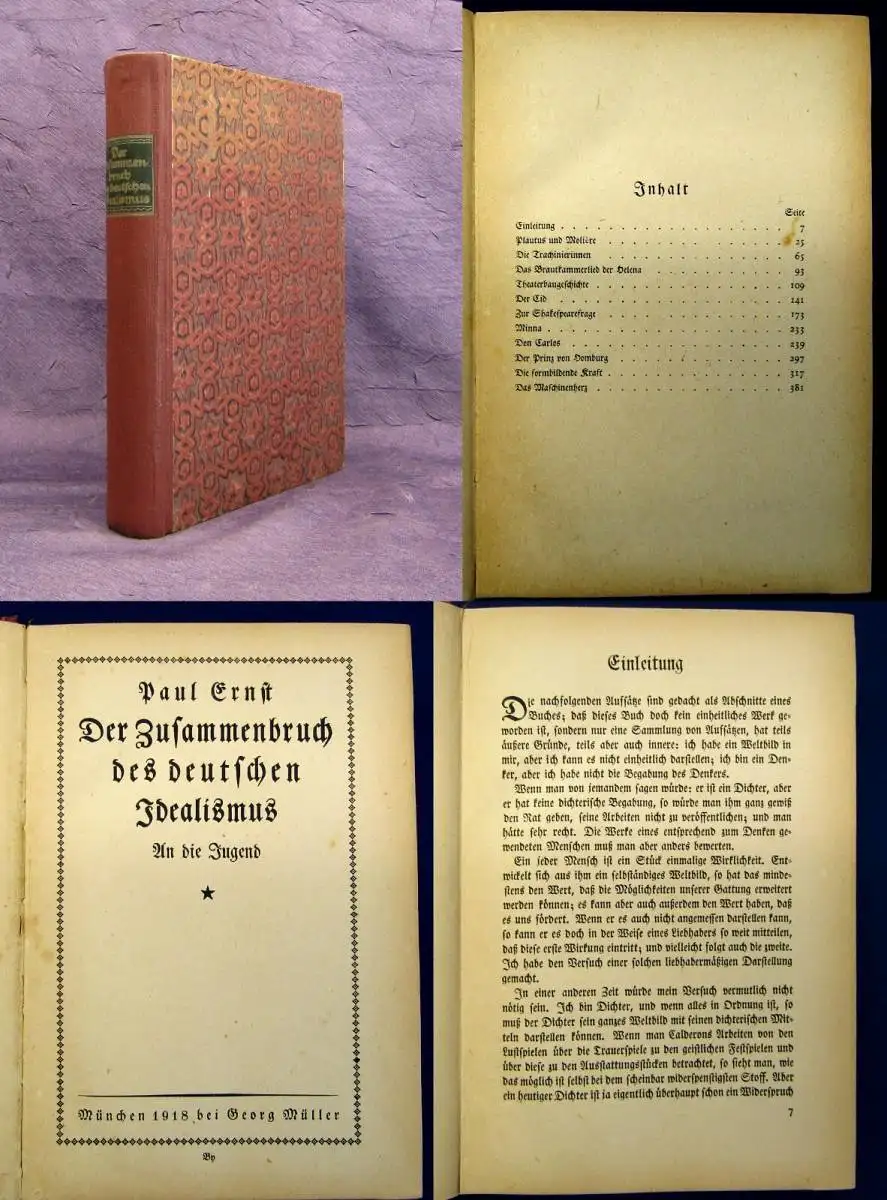 Der
Zusammen-
bruch
des deutschen
Idealismus
Inhalt
Seite
Einleitung . . . . . . . . . . . . . . . . . . 7
Plautus und Molière . . . . . . . . . . . . . . . 25
Die Trachinierinnen . . . . . . . . . . . . . . . 65
Das Brautkammerlied der Helena . . . . . . . . . . . 93
Theaterbaugeschichte . . . . . . . . . . . . . . . 109
Der Cid . . . . . . . . . . . . . . . . . . 141
Zur Shakespearefrage . . . . . . . . . . . . . . . 173
Minna . . . . . . . . . . . . . . . . . . . 233
Don Carlos . . . . . . . . . . . . . . . . . 239
Der Prinz von Homburg . . . . . . . . . . . . . . 297
Die formbildende Kraft . . . . . . . . . . . . . . . 317
Das Maschinenherz . . . . . . . . . . . . . . . . 381
Paul Ernst
Der Zusammenbruch
des deutschen
Idealismus
An die Jugend
München 1918 bei Georg Müller
By
Einleitung
Die nachfolgenden Aufsätze sind gedacht als Abschnitte eines
Buches; daß dieses Buch doch kein einheitliches Werk ge-
worden ist, sondern nur eine Sammlung von Aufsätzen, hat teils
äußere Gründe, teils aber auch innere: ich habe ein Weltbild in
mir, aber ich kann es nicht einheitlich darstellen; ich bin ein Den-
ker, aber ich habe nicht die Begabung des Denkers.
Wenn man von jemandem sagen würde: er ist ein Dichter, aber
er hat keine dichterische Begabung, so würde man ihm ganz gewiß
den Rat geben, seine Arbeiten nicht zu veröffentlichen; und man
hätte sehr recht. Die Werke eines entsprechend zum Denken ge-
wendeten Menschen muß man aber anders bewerten.
Ein jeder Mensch ist ein Stück einmalige Wirklichkeit. Ent-
wickelt sich aus ihm ein selbständiges Weltbild, so hat das minde-
stens den Wert, daß die Möglichkeiten unserer Gattung erweitert
werden können; es kann aber auch außerdem den Wert haben, daß
es uns fördert. Wenn er es auch nicht angemessen darstellen kann,
so kann er es doch in der Weise eines Liebhabers so weit mitteilen,
daß diese erste Wirkung eintritt; und vielleicht folgt auch die zweite.
Ich habe den Versuch einer solchen liebhabermäßigen Darstellung
gemacht.
In einer anderen Zeit würde mein Versuch vermutlich nicht
nötig sein. Ich bin Dichter, und wenn alles in Ordnung ist, so
muß der Dichter sein ganzes Weltbild mit seinen dichterischen Mit-
teln darstellen können. Wenn man Calderons Arbeiten von den
Lustspielen über die Trauerspiele zu den geistlichen Festspielen und
über diese zu den Ausstattungsstücken betrachtet, so sieht man, wie
das möglich ist selbst bei dem scheinbar widerspenstigsten Stoff. Aber
ein heutiger Dichter ist ja eigentlich überhaupt schon ein Widerspruch
7